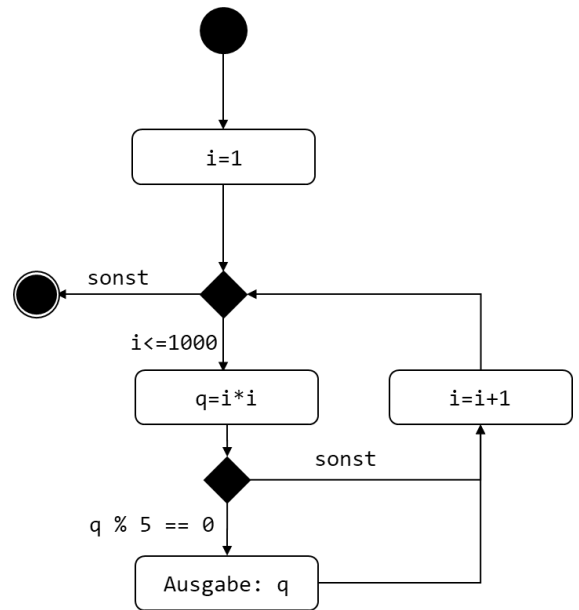 i=1
sonst
i<=1000
q=i*i
i=i+1
sonst
q % 5 == 0
Ausgabe: q